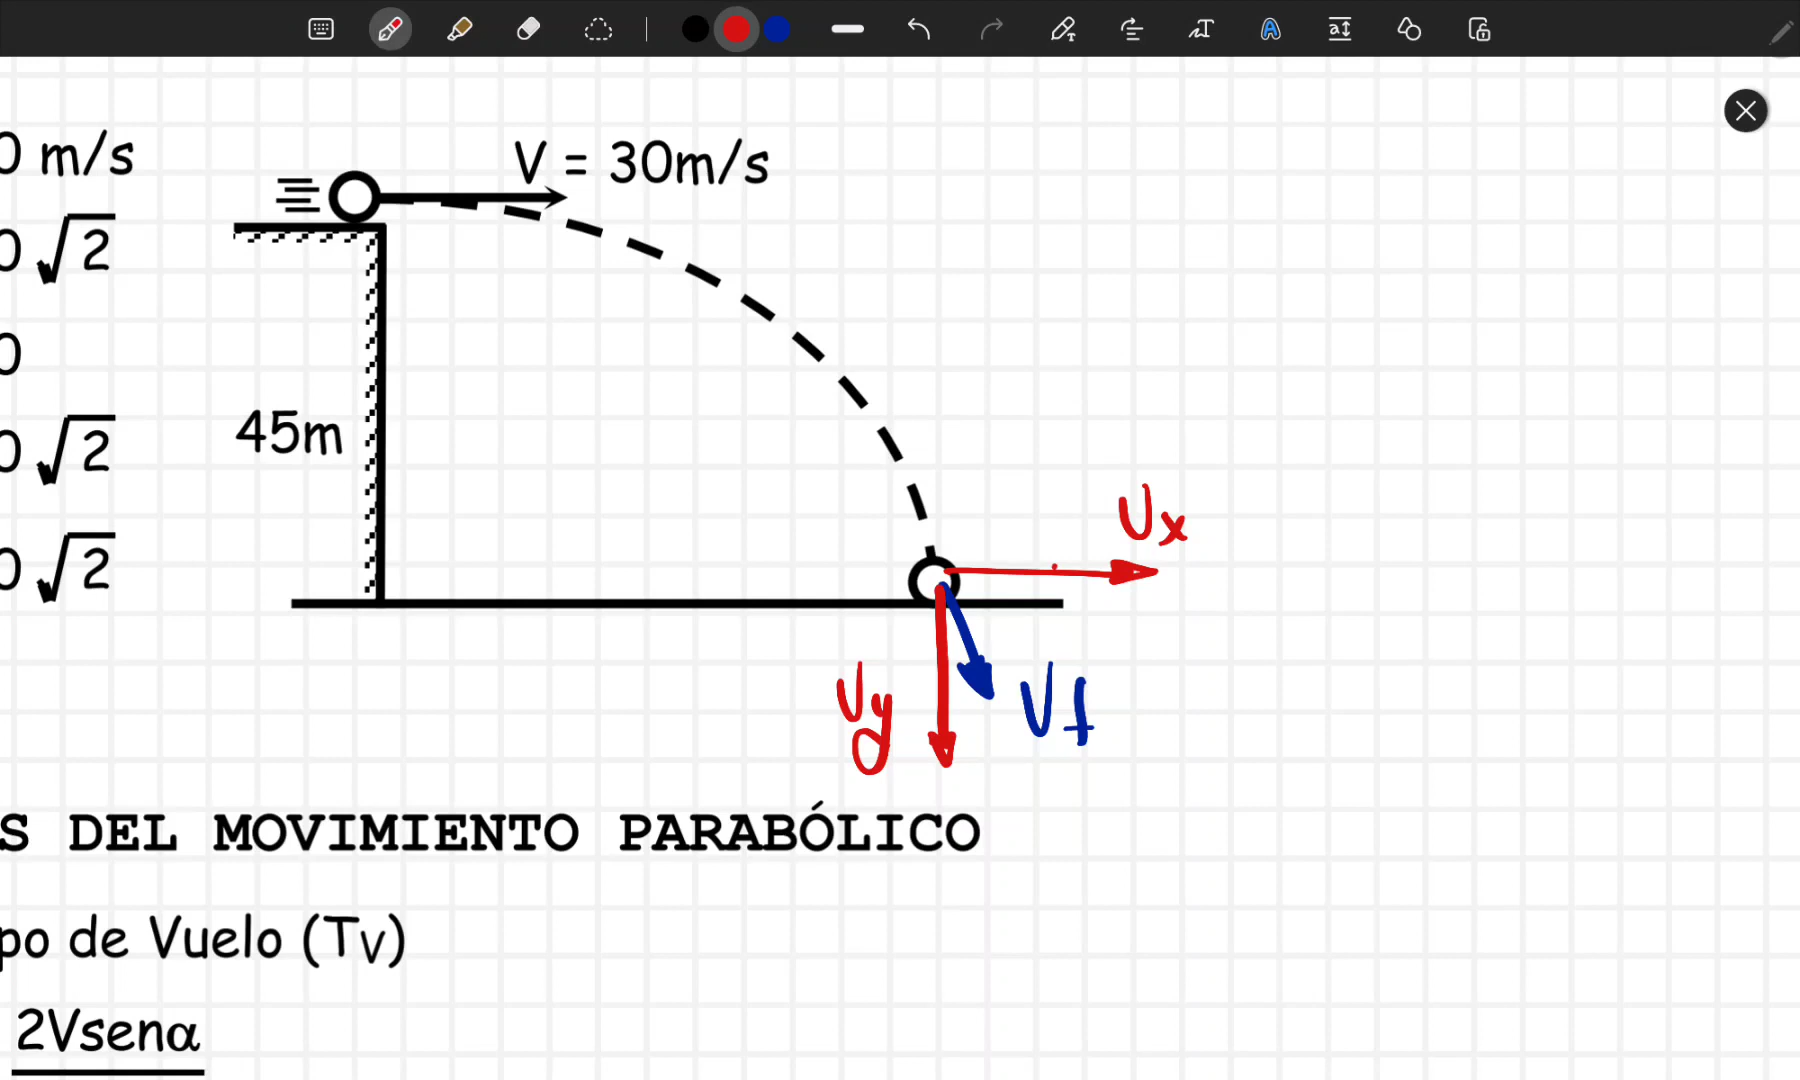 0 m/s
V = 30m/s
0 √2
0
45m
0 √2
Vx
0 √2
Vy
Vf
S DEL MOVIMIENTO PARABÓLICO
po de Vuelo (Tv)
2Vsenα